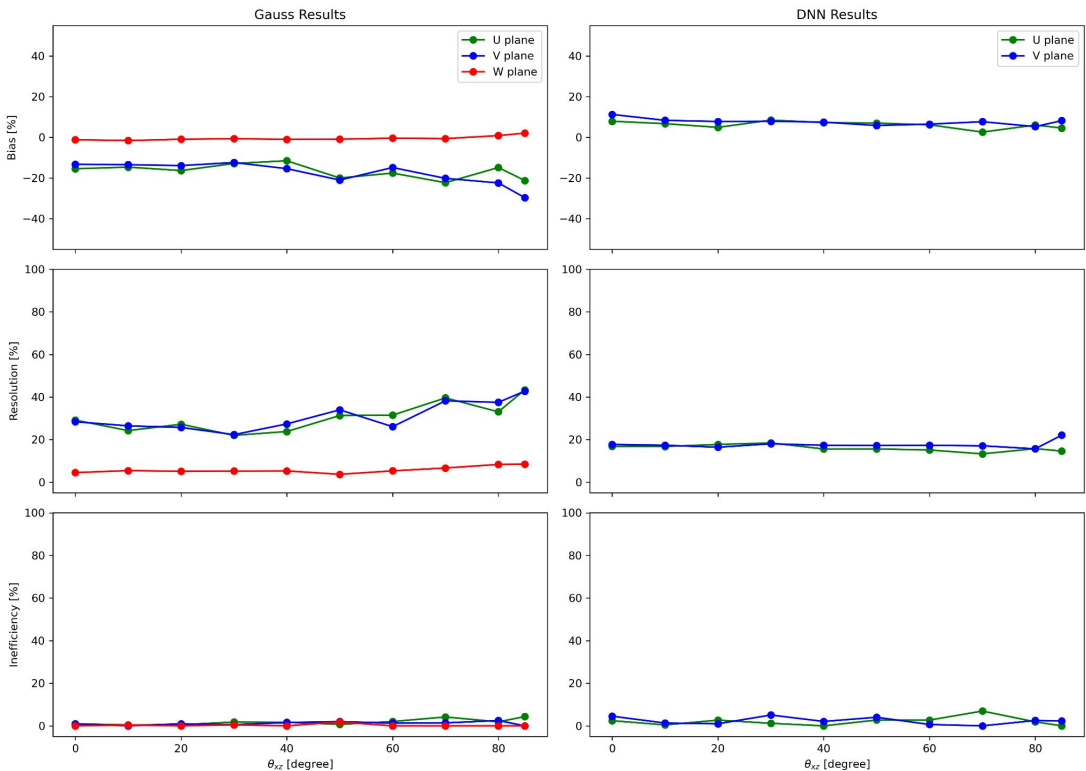 Gauss Results
DNN Results
U plane
V plane
W plane
U plane
V plane
Bias [%]
40
20
0
−20
−40
40
20
0
−20
−40
Resolution [%]
100
80
60
40
20
0
100
80
60
40
20
0
Inefficiency [%]
100
80
60
40
20
0
100
80
60
40
20
0
0 20 40 60 80
0 20 40 60 80
θxz [degree]
θxz [degree]